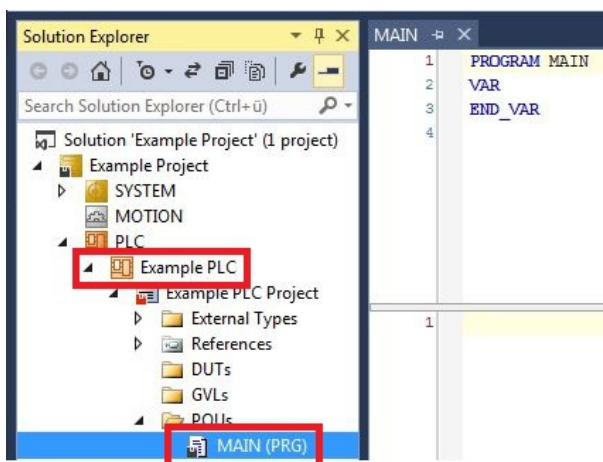 Solution Explorer
Search Solution Explorer (Ctrl+ü)
Solution 'Example Project' (1 project)
Example Project
SYSTEM
MOTION
PLC
Example PLC
Example PLC Project
External Types
References
DUTs
GVLs
POUs
MAIN (PRG)
MAIN
1 PROGRAM MAIN
2 VAR
3 END_VAR
4
1